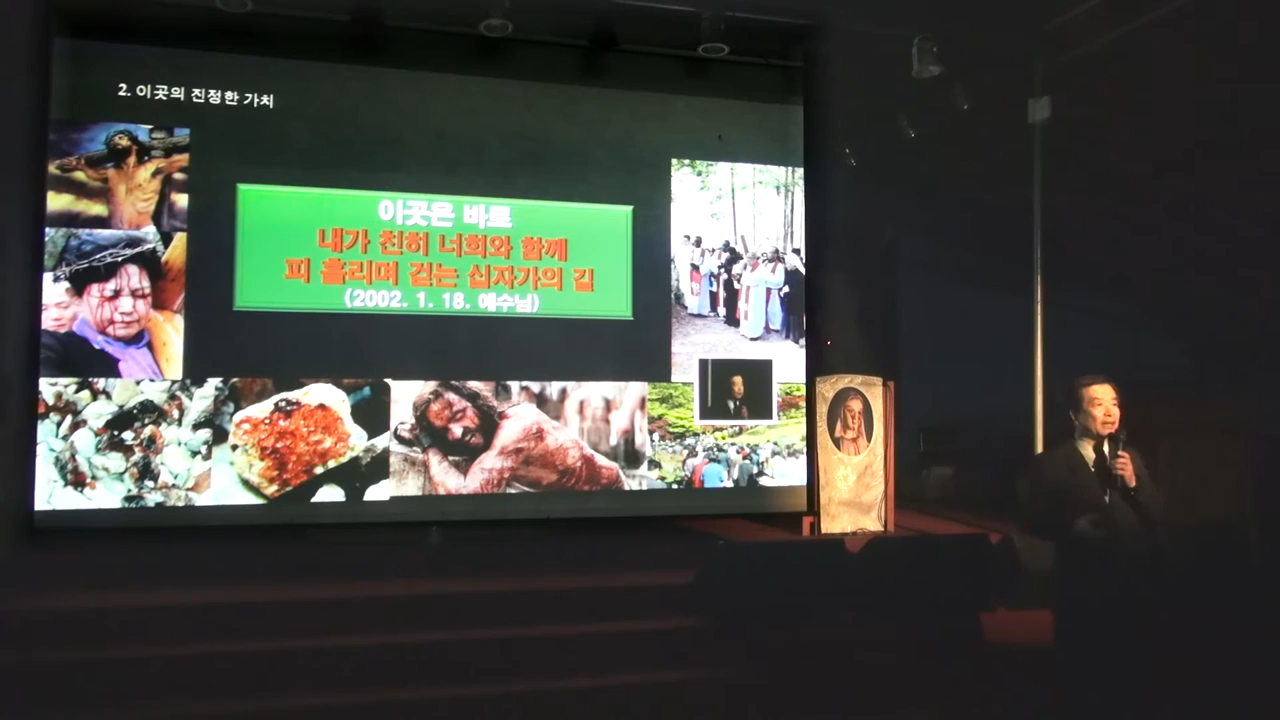 2. 이곳의 진정한 가치
이곳은 바로
내가 친히 너희와 함께
피 흘리며 걷는 십자가의 길
(2002. 1. 18. 예수님)